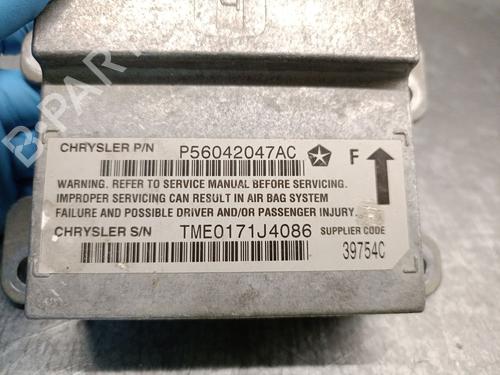 CHRYSLER P/N P56042047AC F
WARNING. REFER TO SERVICE MANUAL BEFORE SERVICING.
IMPROPER SERVICING CAN RESULT IN AIR BAG SYSTEM
FAILURE AND POSSIBLE DRIVER AND/OR PASSENGER INJURY.
CHRYSLER S/N TME0171J4086 SUPPLIER CODE
39754C